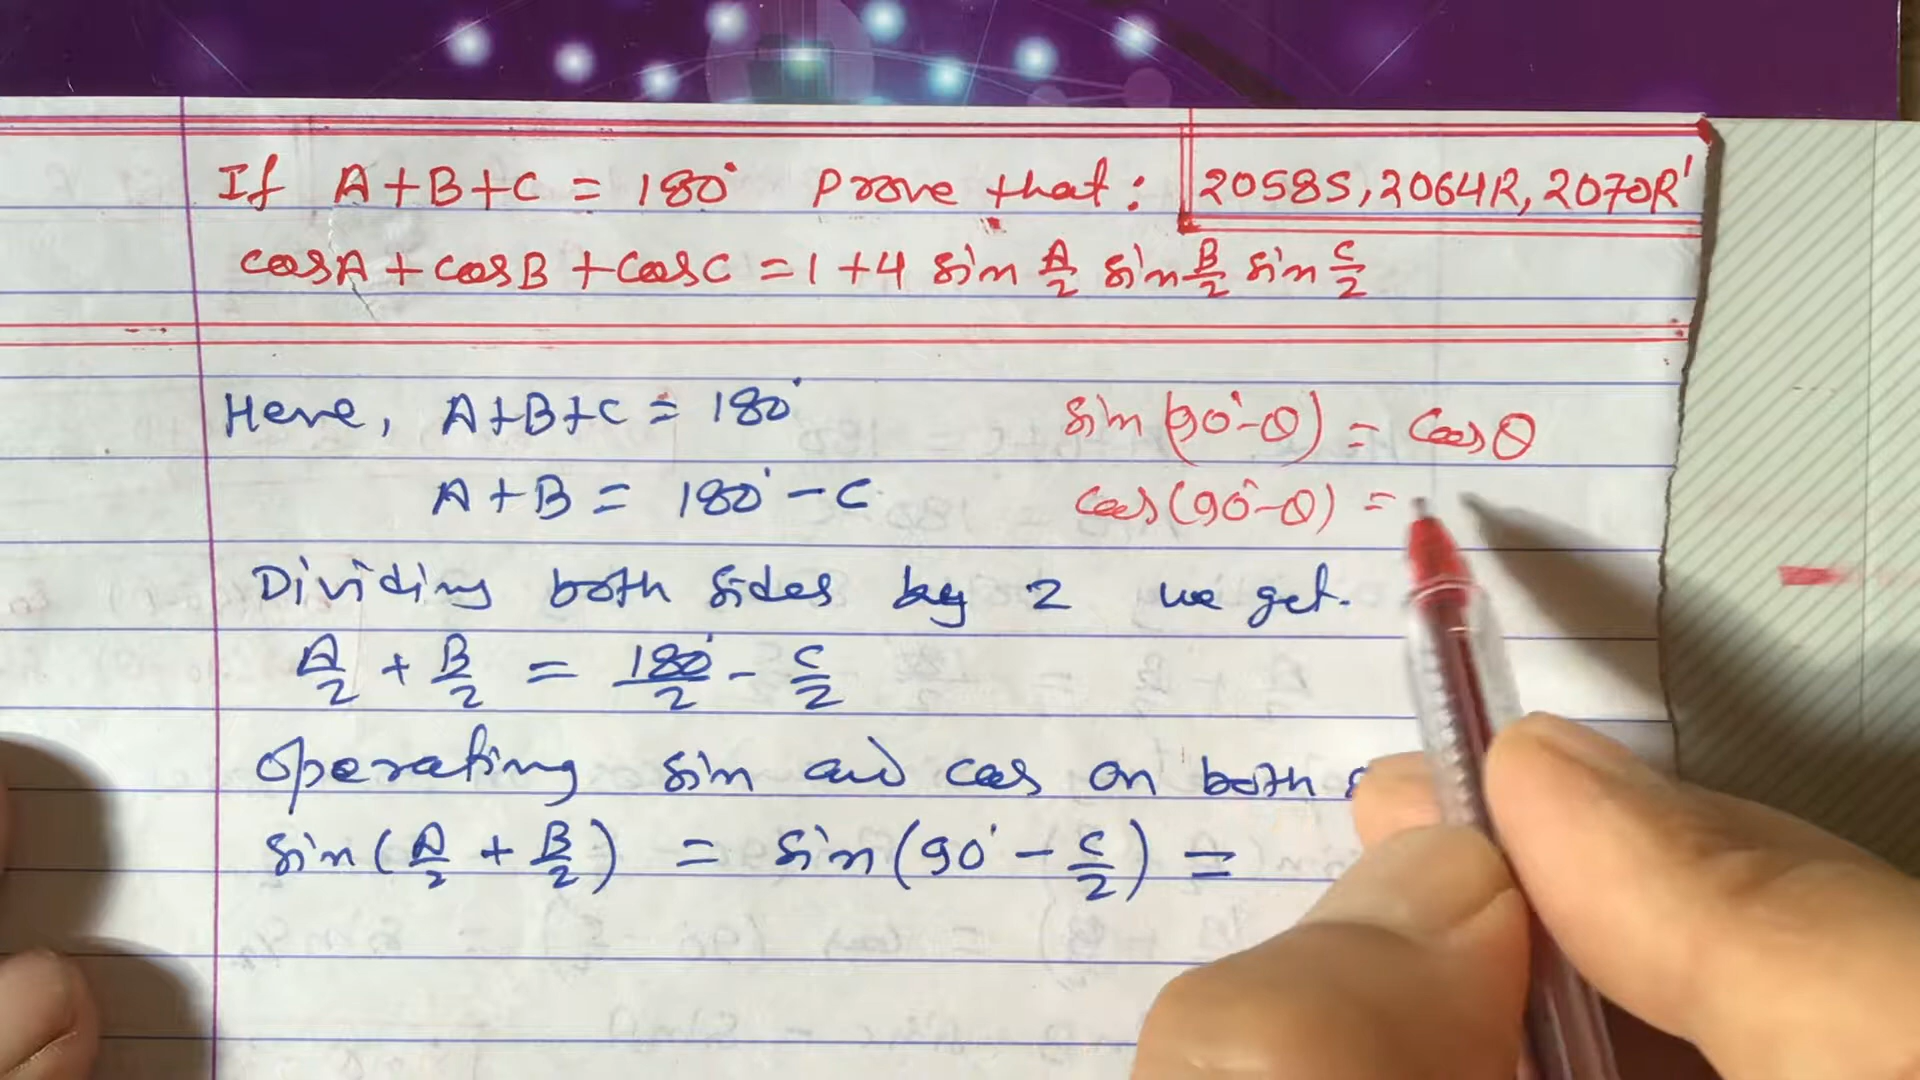 If A+B+C = 180° Prove that: 2058S, 2064R, 2070R'
cosA + cosB + cosC = 1 + 4 sin A/2 sin B/2 sin C/2
Here, A+B+C = 180°
A+B = 180° - C
sin(90°-θ) = cosθ
cos(90°-θ) =
Dividing both sides by 2 we get.
A/2 + B/2 = 180°/2 - C/2
operating sin and cos on both
sin(A/2 + B/2) = sin(90° - C/2) =